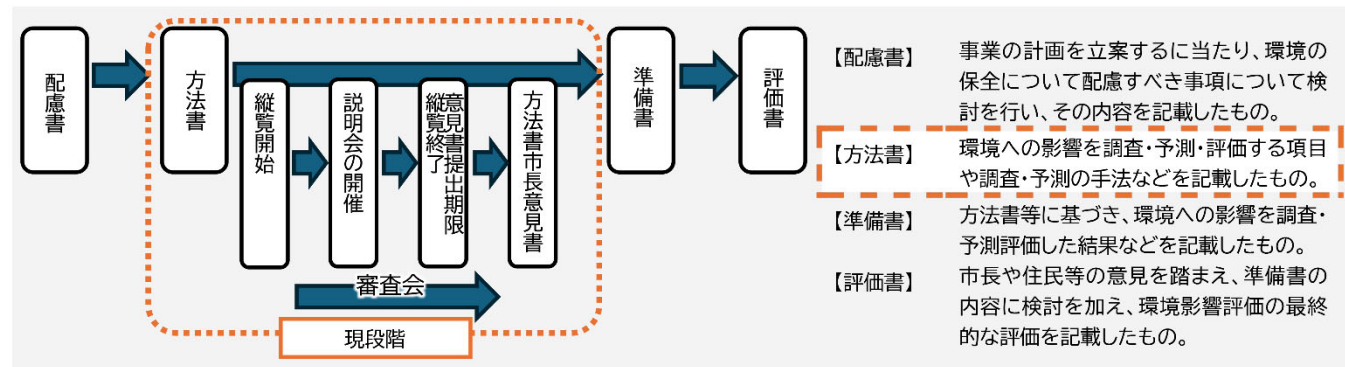 配慮書
方法書
縦覧開始
説明会の開催
意見書提出期限
縦覧終了
方法書市長意見書
審査会
現段階
準備書
評価書
【配慮書】
事業の計画を立案するに当たり、環境の
保全について配慮すべき事項について検
討を行い、その内容を記載したもの。
【方法書】
環境への影響を調査・予測・評価する項目
や調査・予測の手法などを記載したもの。
【準備書】
方法書等に基づき、環境への影響を調査・
予測評価した結果などを記載したもの。
【評価書】
市長や住民等の意見を踏まえ、準備書の
内容に検討を加え、環境影響評価の最終
的な評価を記載したもの。